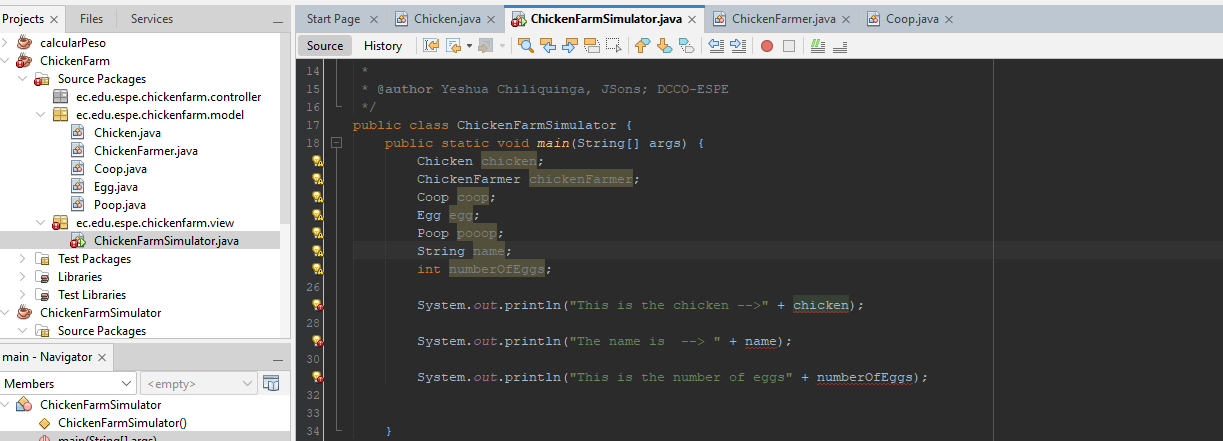 Projects × Files Services
calcularPeso
ChickenFarm
Source Packages
ec.edu.espe.chickenfarm.controller
ec.edu.espe.chickenfarm.model
Chicken.java
ChickenFarmer.java
Coop.java
Egg.java
Poop.java
ec.edu.espe.chickenfarm.view
ChickenFarmSimulator.java
Test Packages
Libraries
Test Libraries
ChickenFarmSimulator
Source Packages
main - Navigator ×
Members <empty>
ChickenFarmSimulator
ChickenFarmSimulator()
main(String[] args)
Start Page × Chicken.java × ChickenFarmSimulator.java × ChickenFarmer.java × Coop.java ×
Source History
14 *
15 * @author Yeshua Chiliquinga, JSons; DCCO-ESPE
16 */
17 public class ChickenFarmSimulator {
18 public static void main(String[] args) {
Chicken chicken;
ChickenFarmer chickenFarmer;
Coop coop;
Egg egg;
Poop pooop;
String name;
int numberOfEggs;
26
System.out.println("This is the chicken -->" + chicken);
28
System.out.println("The name is  --> " + name);
30
System.out.println("This is the number of eggs" + numberOfEggs);
32
33
34 }